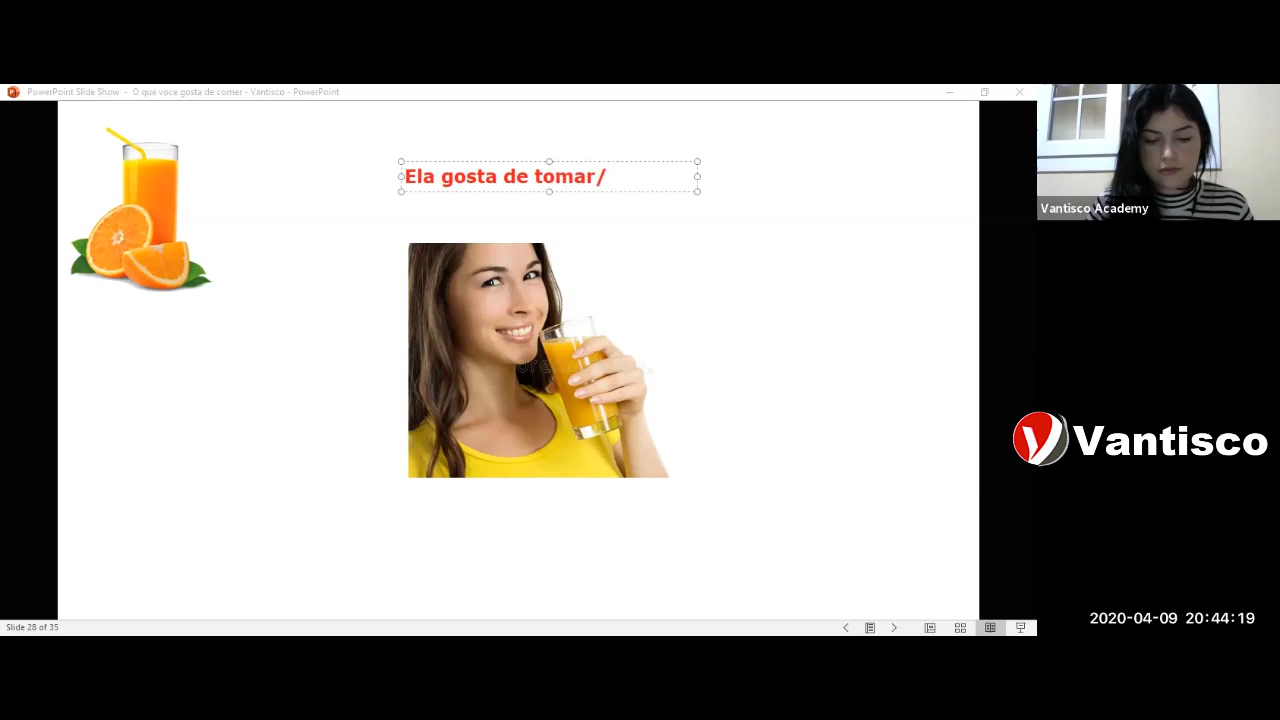 PowerPoint Slide Show - O que voce gosta de comer - Vantisco - PowerPoint
Ela gosta de tomar/
Vantisco Academy
Vantisco
2020-04-09 20:44:19
Slide 28 of 35